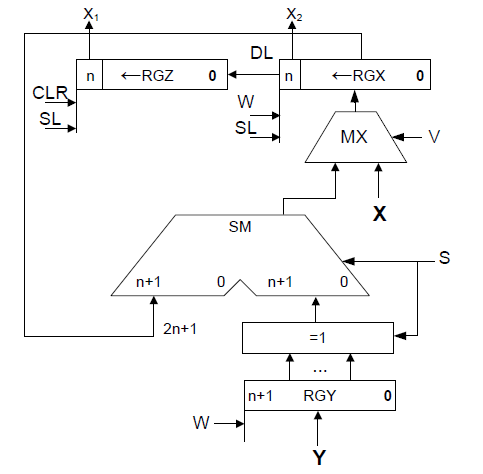 X1 X2
DL
n ←RGZ 0 n ←RGX 0
CLR
W
SL SL
MX V
X
SM
S
n+1 0 n+1 0
2n+1
=1
...
n+1 RGY 0
W
Y